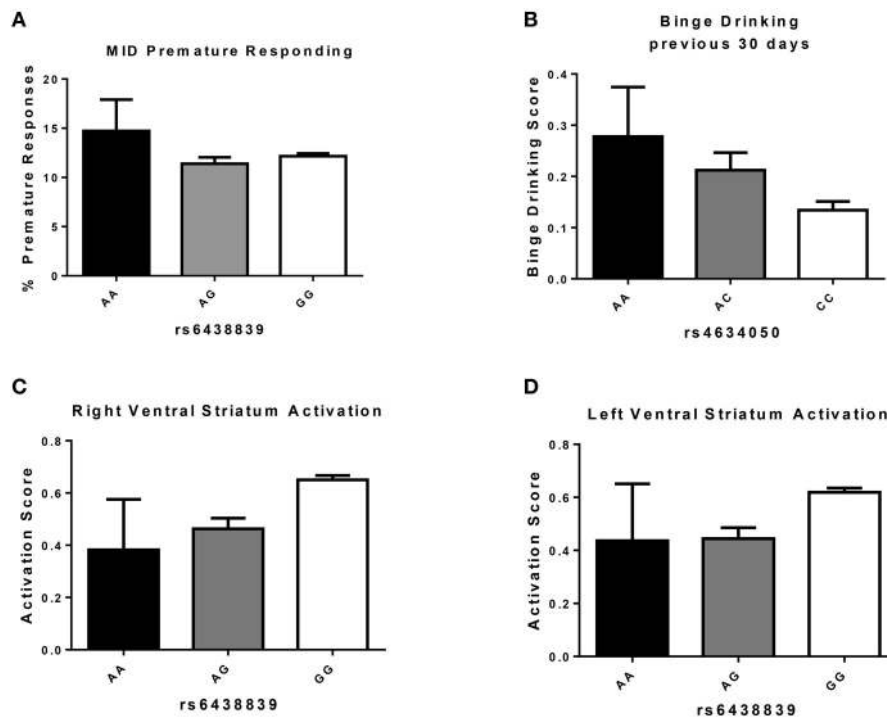 A
MID Premature Responding
% Premature Responses
20
15
10
5
0
AA
AG
GG
rs6438839
B
Binge Drinking
previous 30 days
Binge Drinking Score
0.4
0.3
0.2
0.1
0.0
AA
AC
CC
rs4634050
C
Right Ventral Striatum Activation
Activation Score
0.8
0.6
0.4
0.2
0.0
AA
AG
GG
rs6438839
D
Left Ventral Striatum Activation
Activation Score
0.8
0.6
0.4
0.2
0.0
AA
AG
GG
rs6438839